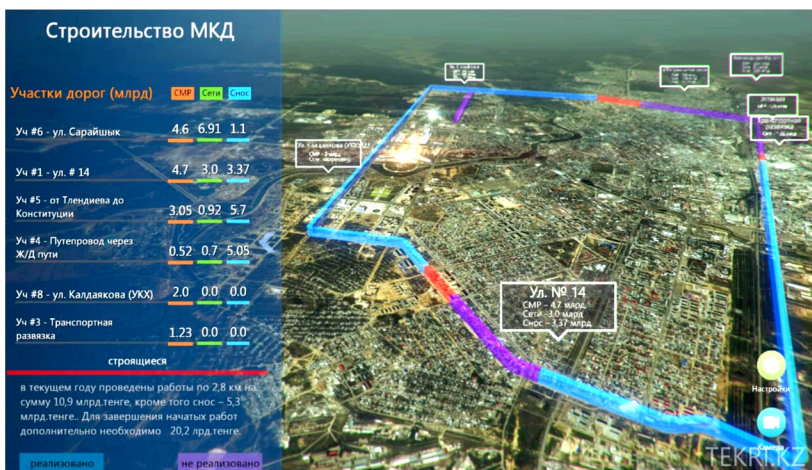 Строительство МКД
Участки дорог (млрд) СМР Сети Снос
Уч #6 - ул. Сарайшык 4.6 6.91 1.1
Уч #1 - ул. # 14 4.7 3.0 3.37
Уч #5 - от Тлендиева до
Конституции 3.05 0.92 5.7
Уч #4 - Путепровод через
Ж/Д пути 0.52 0.7 5.05
Уч #8 - ул. Калдаякова (УКХ) 2.0 0.0 0.0
Уч #3 - Транспортная
развязка 1.23 0.0 0.0
строящиеся
в текущем году проведены работы по 2,8 км на
сумму 10,9 млрд.тенге, кроме того снос – 5,3
млрд.тенге.. Для завершения начатых работ
дополнительно необходимо 20,2 лрд.тенге.
реализовано не реализовано
Ул. Калдаякова (УКХ)
Эстакада
Транспортная
развязка
Ул. № 14
СМР – 4.7 млрд.
Сети – 3.0 млрд.
Снос – 3.37 млрд.
Настройки
Камера
TEKRI.KZ